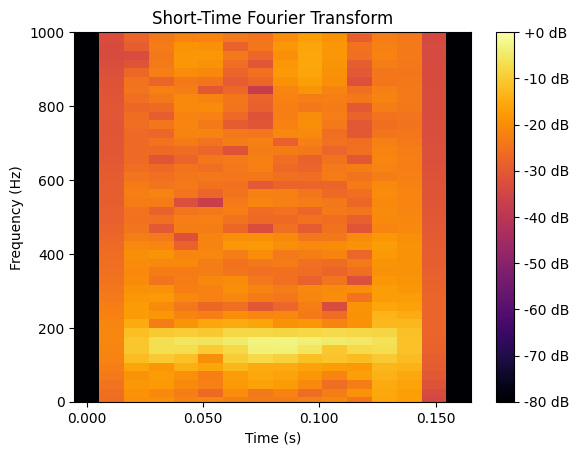 Short-Time Fourier Transform
1000
800
600
400
200
0
Frequency (Hz)
0.000
0.050
0.100
0.150
Time (s)
+0 dB
-10 dB
-20 dB
-30 dB
-40 dB
-50 dB
-60 dB
-70 dB
-80 dB